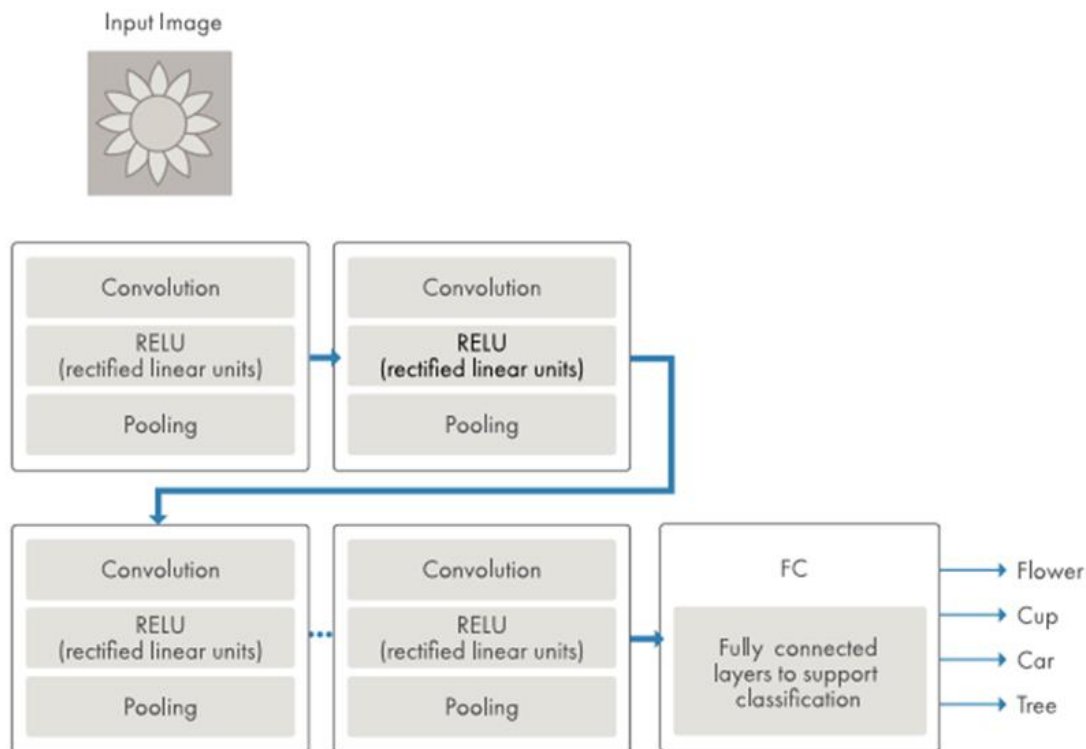 Input Image
Convolution
RELU
(rectified linear units)
Pooling
Convolution
RELU
(rectified linear units)
Pooling
Convolution
RELU
(rectified linear units)
Pooling
Convolution
RELU
(rectified linear units)
Pooling
FC
Fully connected
layers to support
classification
Flower
Cup
Car
Tree